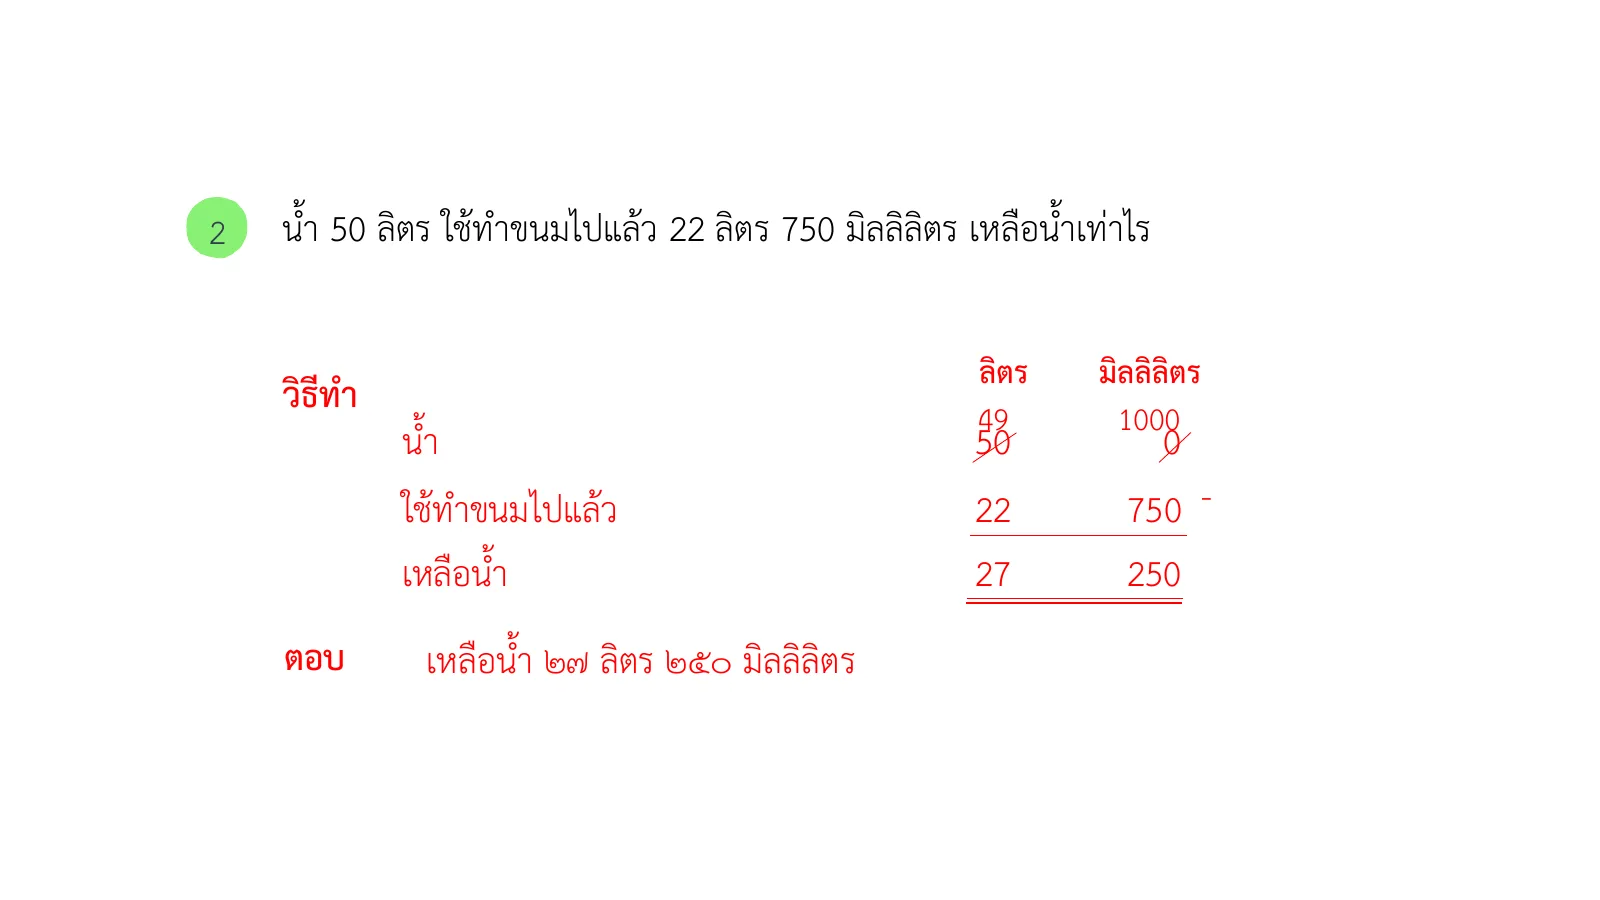 2 น้ำ 50 ลิตร ใช้ทำขนมไปแล้ว 22 ลิตร 750 มิลลิลิตร เหลือน้ำเท่าไร
ลิตร มิลลิลิตร
วิธีทำ
49 1000
น้ำ 50 0
ใช้ทำขนมไปแล้ว 22 750 -
เหลือน้ำ 27 250
ตอบ เหลือน้ำ ๒๗ ลิตร ๒๕๐ มิลลิลิตร